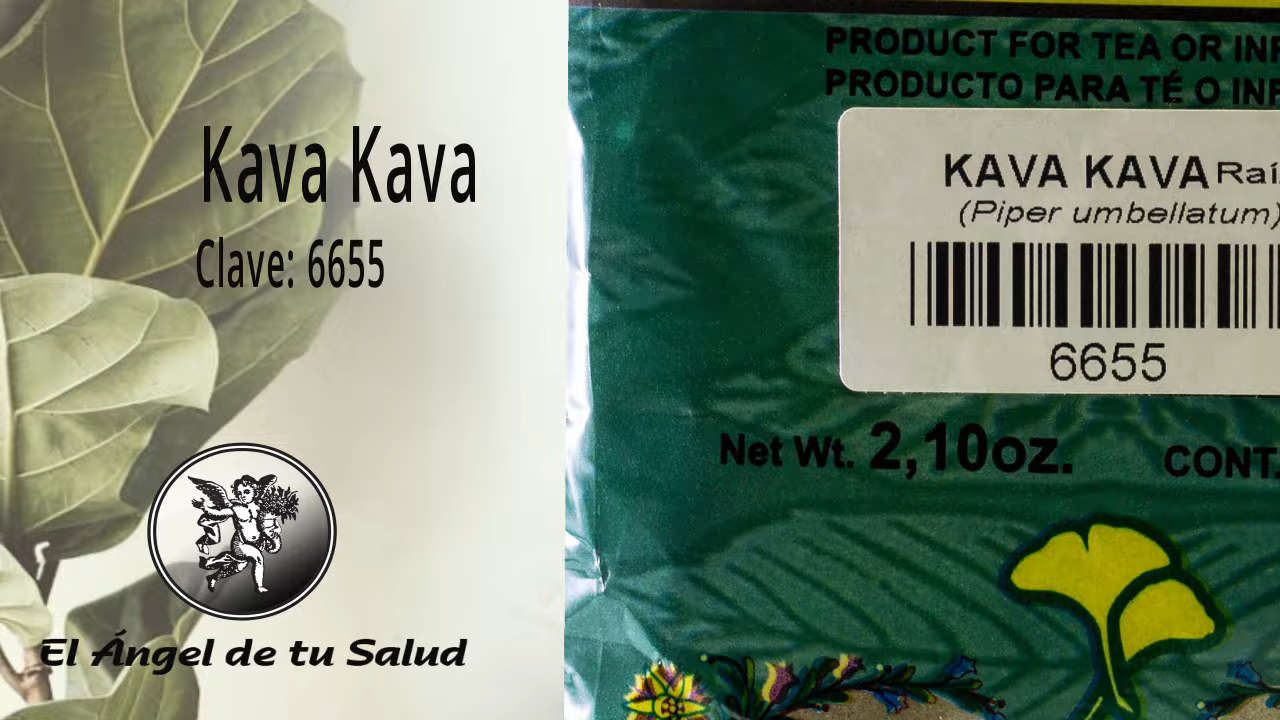 Kava Kava
Clave: 6655
El Ángel de tu Salud
PRODUCT FOR TEA OR INF
PRODUCTO PARA TÉ O INF
KAVA KAVA Raíz
(Piper umbellatum)
6655
Net Wt. 2,10oz. CONT.